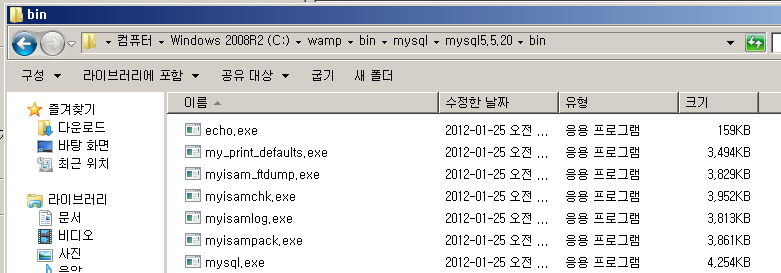 bin
컴퓨터 Windows 2008R2 (C:) wamp bin mysql mysql5.5.20 bin
구성 라이브러리에 포함 공유 대상 굽기 새 폴더
즐겨찾기
다운로드
바탕 화면
최근 위치
라이브러리
문서
비디오
사진
음악
이름 수정한 날짜 유형 크기
echo.exe 2012-01-25 오전 ... 응용 프로그램 159KB
my_print_defaults.exe 2012-01-25 오전 ... 응용 프로그램 3,494KB
myisam_ftdump.exe 2012-01-25 오전 ... 응용 프로그램 3,829KB
myisamchk.exe 2012-01-25 오전 ... 응용 프로그램 3,952KB
myisamlog.exe 2012-01-25 오전 ... 응용 프로그램 3,813KB
myisampack.exe 2012-01-25 오전 ... 응용 프로그램 3,861KB
mysql.exe 2012-01-25 오전 ... 응용 프로그램 4,254KB